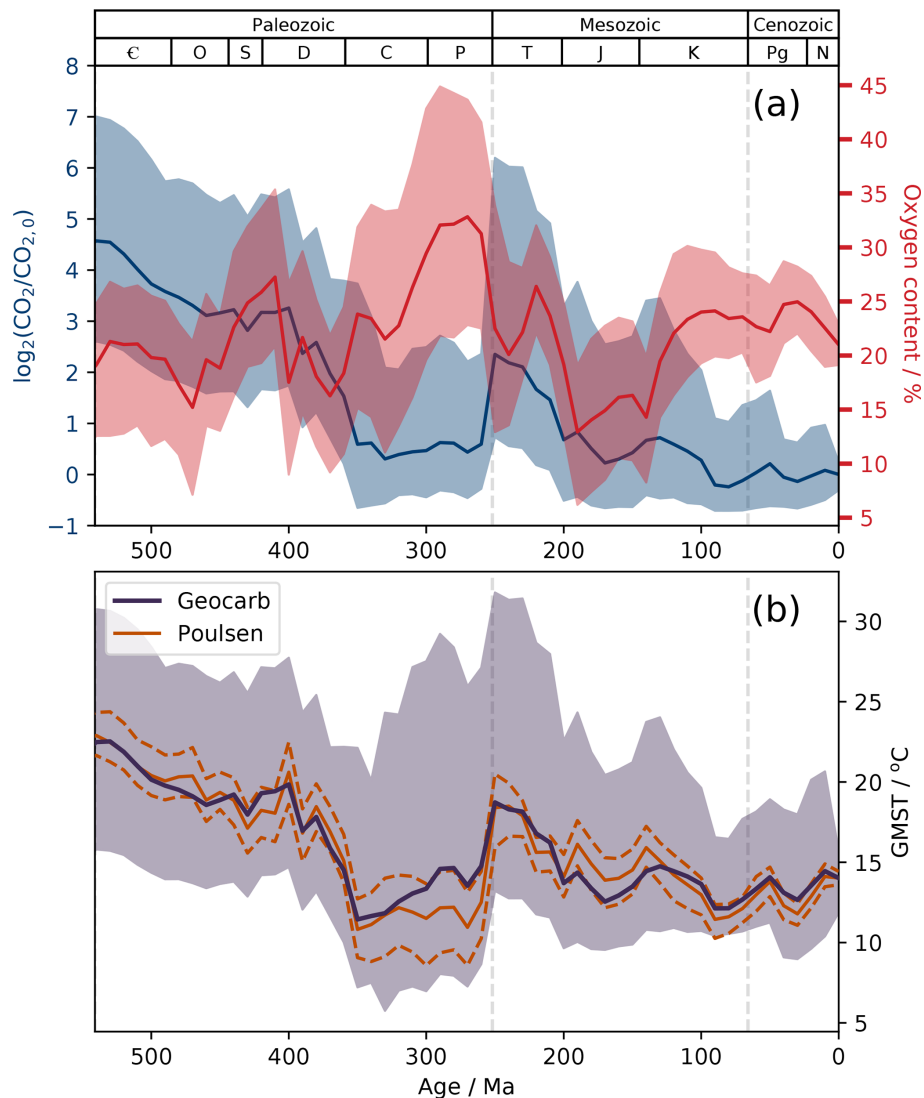 Paleozoic Mesozoic Cenozoic
Є O S D C P T J K Pg N
(a)
8
7
6
5
4
3
2
1
0
−1
log₂(CO₂/CO₂,₀)
45
40
35
30
25
20
15
10
5
Oxygen content / %
500 400 300 200 100 0
(b)
Geocarb
Poulsen
30
25
20
15
10
5
GMST / °C
500 400 300 200 100 0
Age / Ma